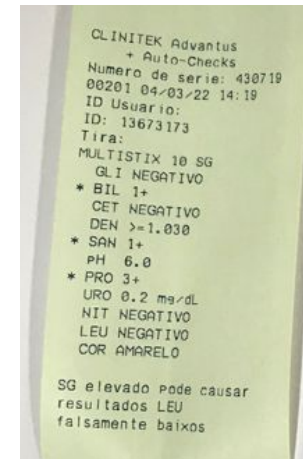 CLINITEK Advantus
+ Auto-Checks
Numero de serie: 430719
00201 04/03/22 14:19
ID Usuario:
ID: 13673173
Tira:
MULTISTIX 10 SG
GLI NEGATIVO
* BIL 1+
CET NEGATIVO
DEN >=1.030
* SAN 1+
PH 6.0
* PRO 3+
URO 0.2 mg/dL
NIT NEGATIVO
LEU NEGATIVO
COR AMARELO
SG elevado Pode causar
resultados LEU
falsamente baixos